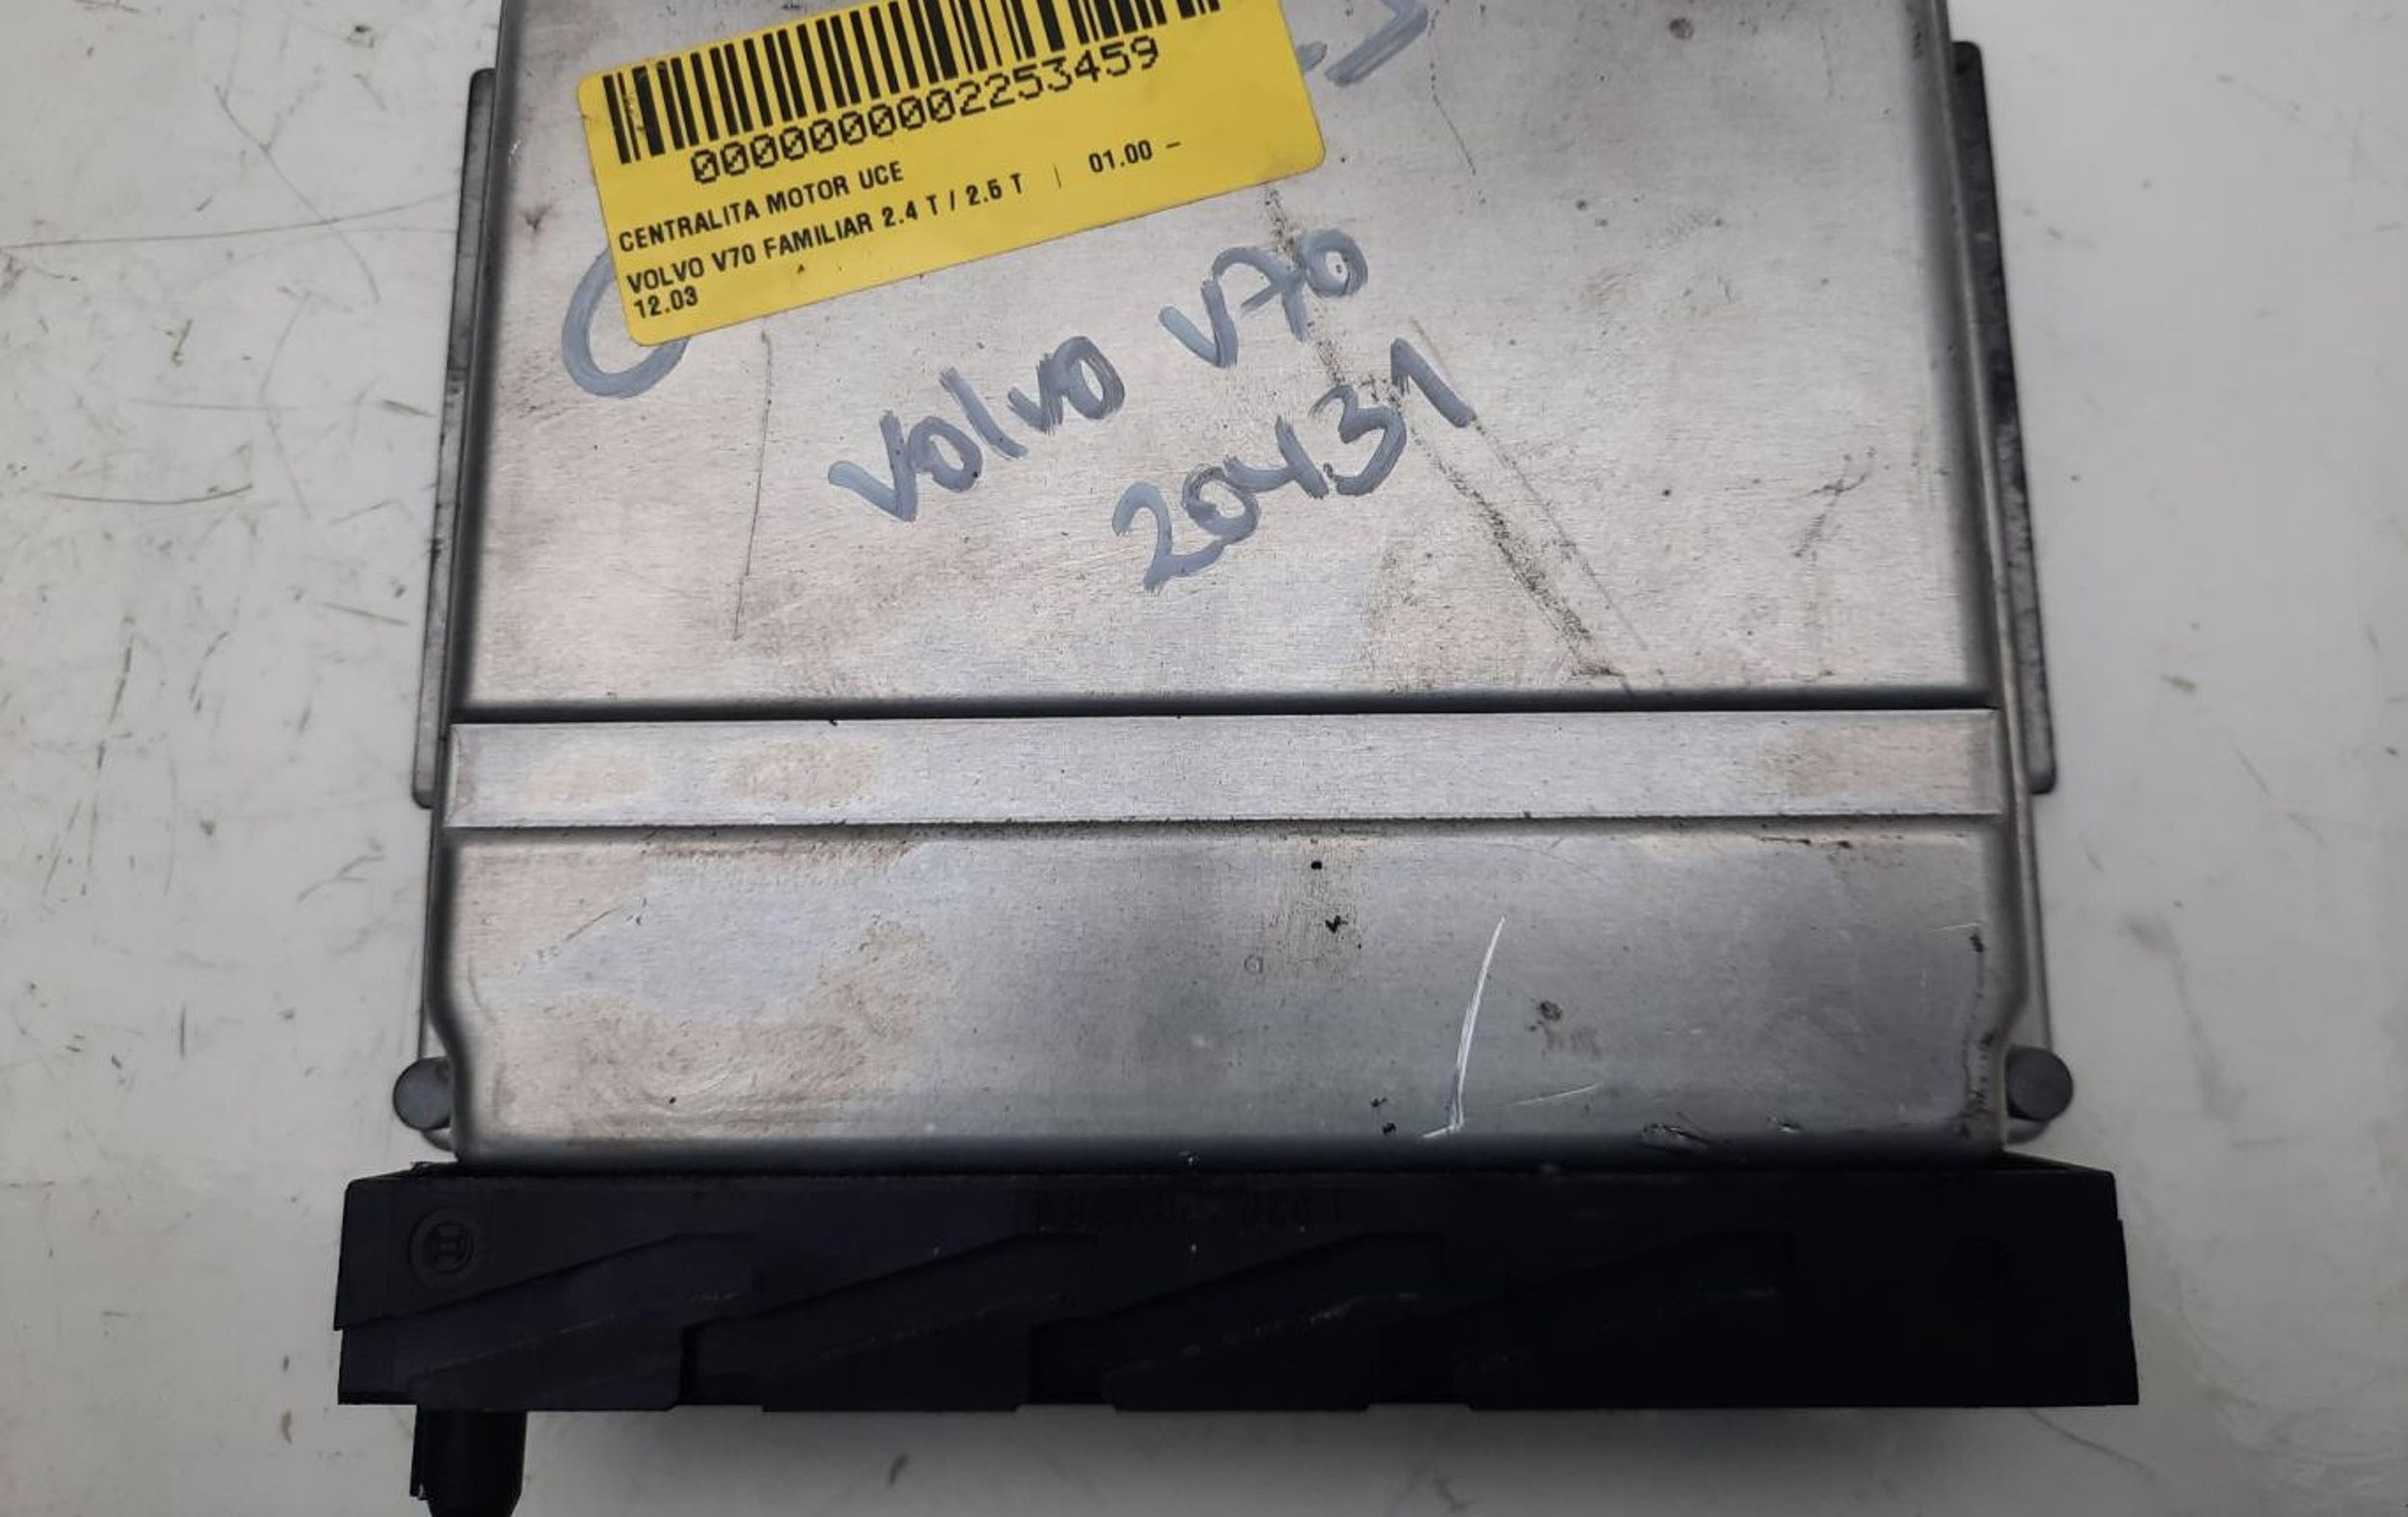 0000000002253459
CENTRALITA MOTOR UCE
VOLVO V70 FAMILIAR 2.4 T / 2.5 T | 01.00 -
12.03
Volvo V70
20431